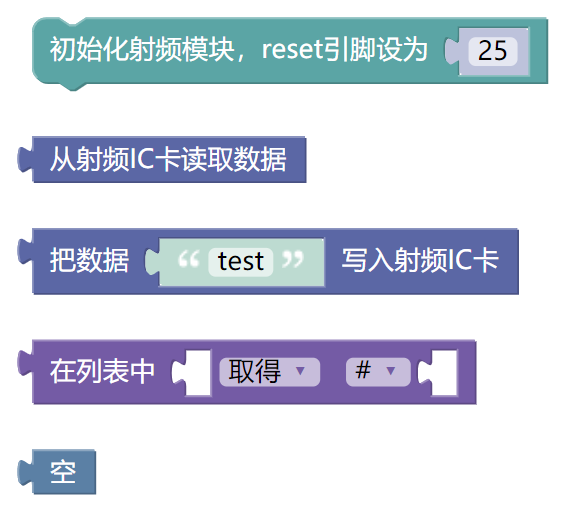 初始化射频模块，reset引脚设为 25
从射频IC卡读取数据
把数据 “ test ” 写入射频IC卡
在列表中 取得 #
空